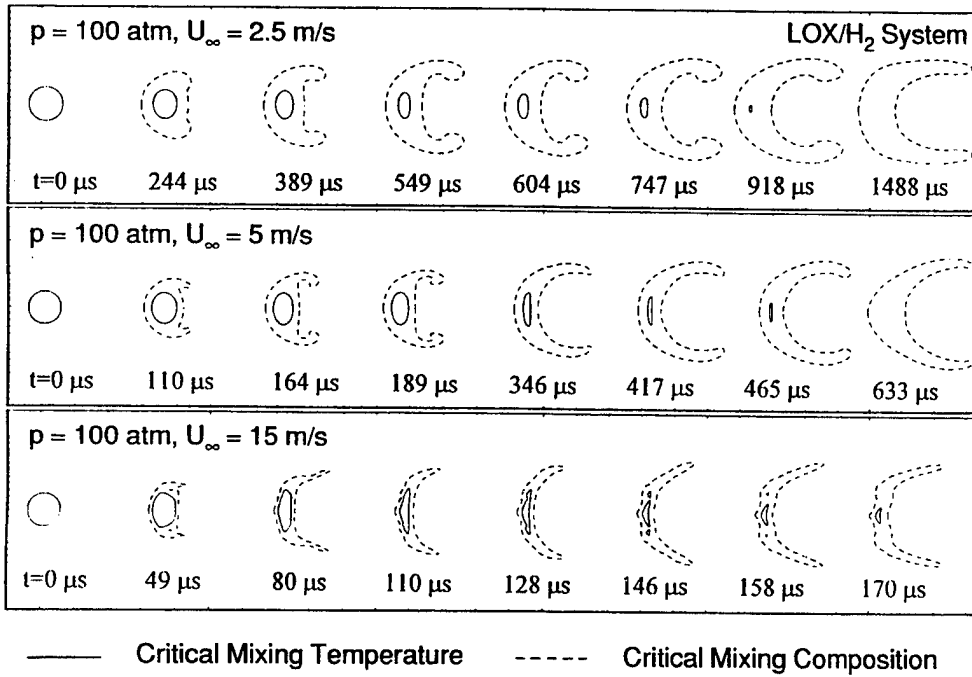 p = 100 atm, U∞ = 2.5 m/s LOX/H₂ System
t=0 μs 244 μs 389 μs 549 μs 604 μs 747 μs 918 μs 1488 μs
p = 100 atm, U∞ = 5 m/s
t=0 μs 110 μs 164 μs 189 μs 346 μs 417 μs 465 μs 633 μs
p = 100 atm, U∞ = 15 m/s
t=0 μs 49 μs 80 μs 110 μs 128 μs 146 μs 158 μs 170 μs
Critical Mixing Temperature Critical Mixing Composition